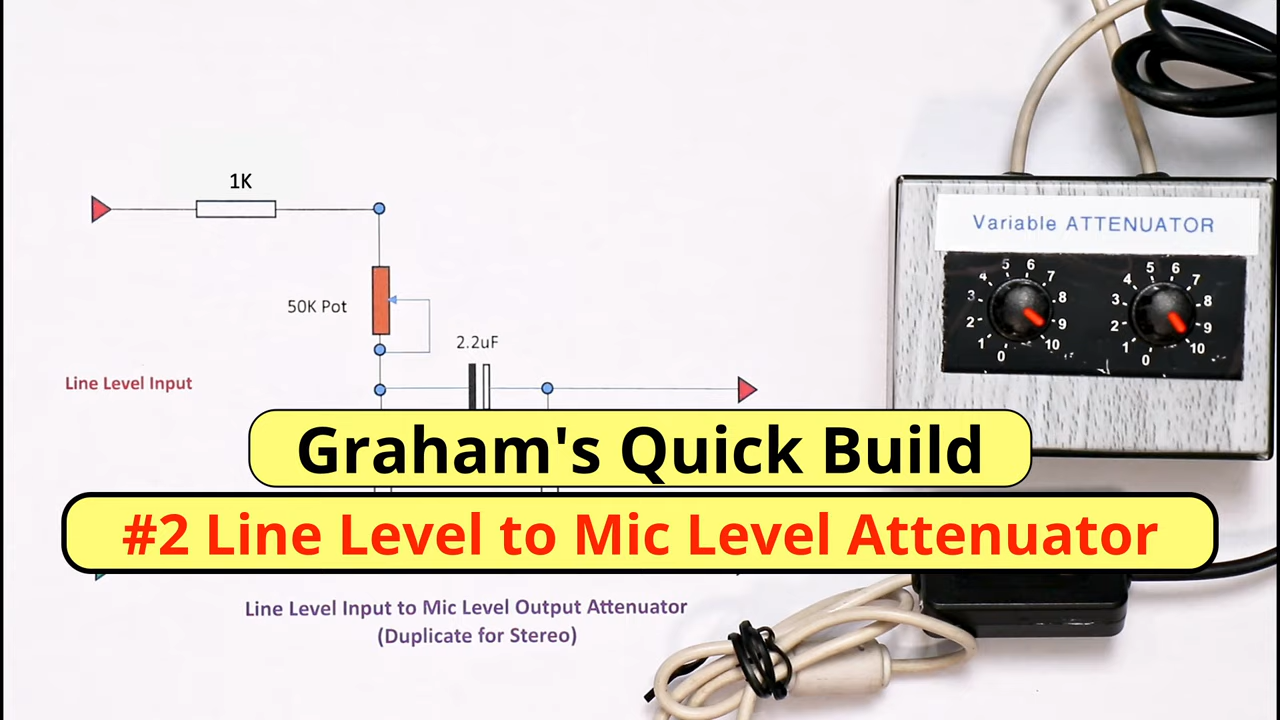 1K
50K Pot
2.2uF
Line Level Input
Variable ATTENUATOR
0 1 2 3 4 5 6 7 8 9 10
0 1 2 3 4 5 6 7 8 9 10
Graham's Quick Build
#2 Line Level to Mic Level Attenuator
Line Level Input to Mic Level Output Attenuator
(Duplicate for Stereo)